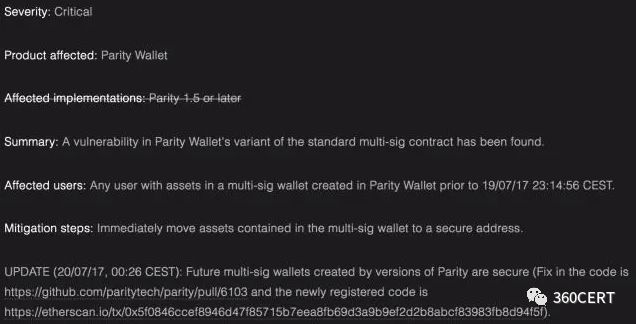 Severity: Critical
Product affected: Parity Wallet
Affected implementations: Parity 1.5 or later
Summary: A vulnerability in Parity Wallet's variant of the standard multi-sig contract has been found.
Affected users: Any user with assets in a multi-sig wallet created in Parity Wallet prior to 19/07/17 23:14:56 CEST.
Mitigation steps: Immediately move assets contained in the multi-sig wallet to a secure address.
UPDATE (20/07/17, 00:26 CEST): Future multi-sig wallets created by versions of Parity are secure (Fix in the code is
https://github.com/paritytech/parity/pull/6103 and the newly registered code is
https://etherscan.io/tx/0x5f0846ccef8946d47f85715b7eea8fb69d3a9b9ef2d2b8abcf83983fb8d94f5f).
360CERT